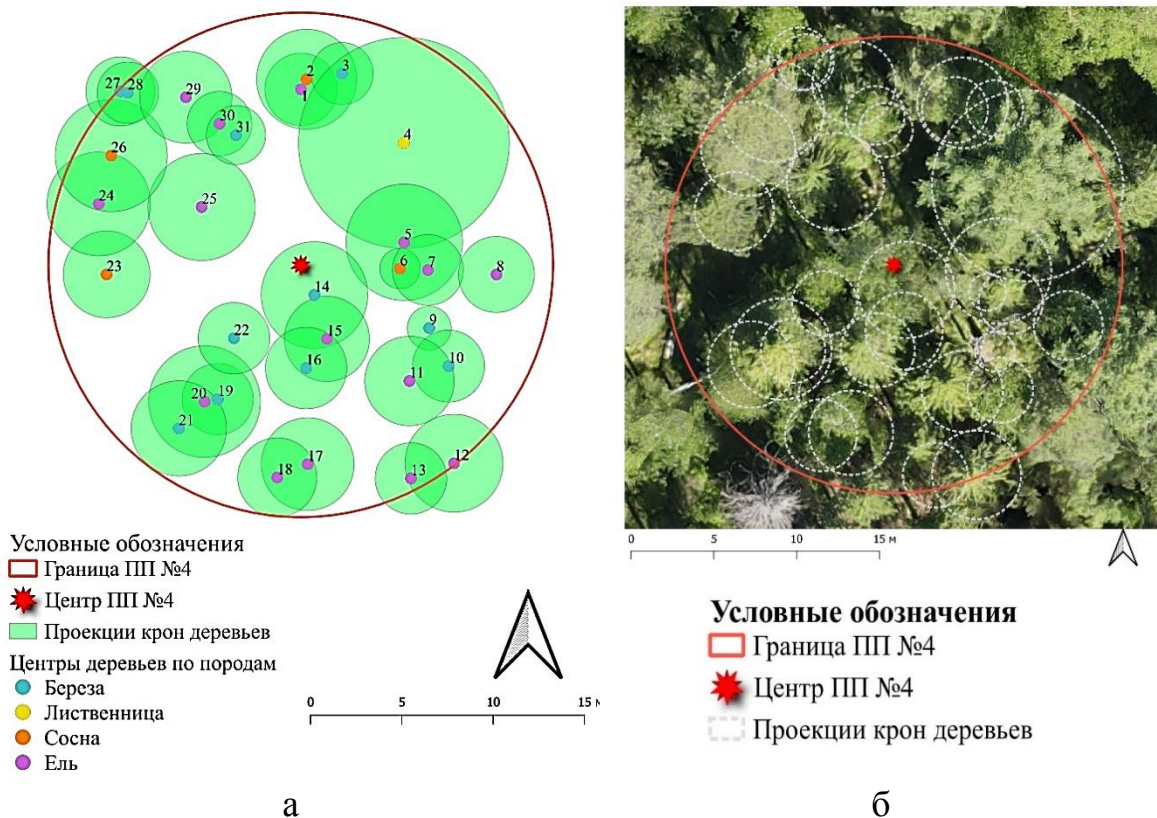 27 28 29 2 3
1
30 31 4
26
24 25
5
23 6 7 8
14
22 15 9
16 10
11
20 19
21
18 17 13 12
Условные обозначения
Граница ПП №4
Центр ПП №4
Проекции крон деревьев
Центры деревьев по породам
Береза
Лиственница
Сосна
Ель
0 5 10 15 м
а
0 5 10 15 м
Условные обозначения
Граница ПП №4
Центр ПП №4
Проекции крон деревьев
б